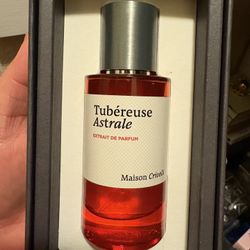 Tubéreuse
Astrale
EXTRAIT DE PARFUM
Maison Crivelli